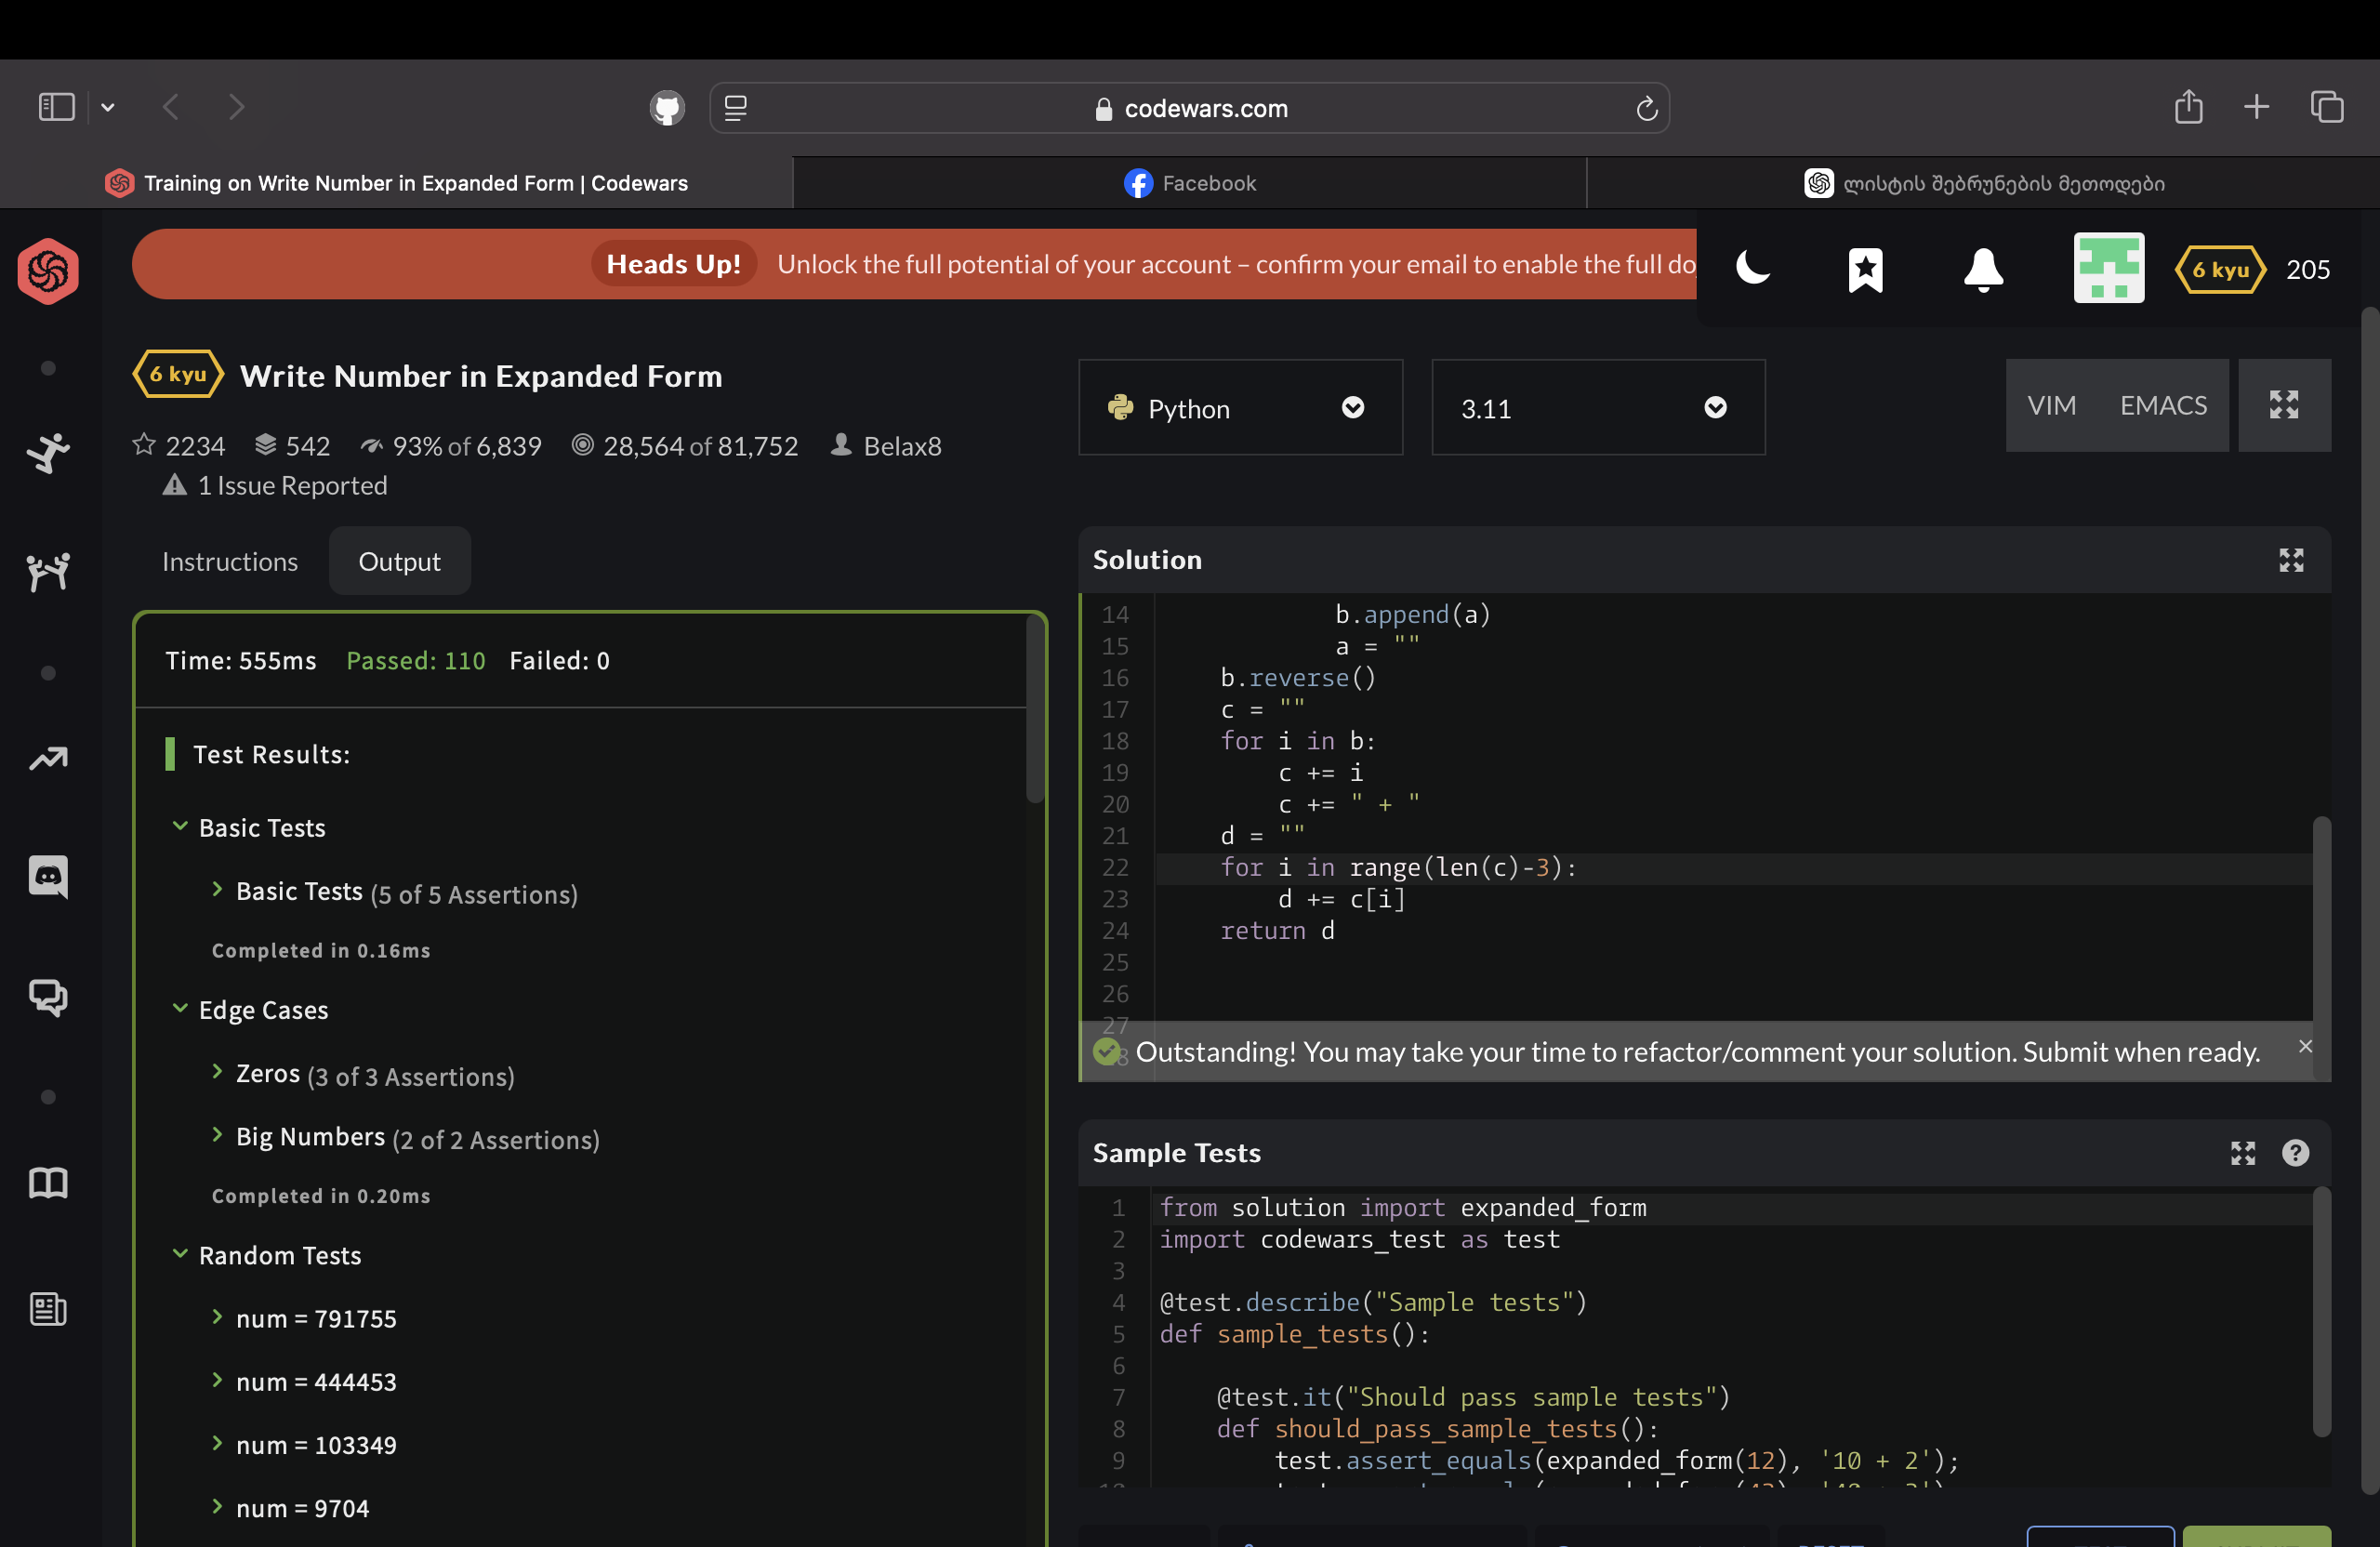 codewars.com
Training on Write Number in Expanded Form | Codewars
Facebook
ლისტის შებრუნების მეთოდები
Heads Up! Unlock the full potential of your account – confirm your email to enable the full do
6 kyu 205
6 kyu Write Number in Expanded Form
2234 542 93% of 6,839 28,564 of 81,752 Belax8
1 Issue Reported
Python
3.11
VIM EMACS
Instructions
Output
Time: 555ms Passed: 110 Failed: 0
Test Results:
Basic Tests
Basic Tests (5 of 5 Assertions)
Completed in 0.16ms
Edge Cases
Zeros (3 of 3 Assertions)
Big Numbers (2 of 2 Assertions)
Completed in 0.20ms
Random Tests
num = 791755
num = 444453
num = 103349
num = 9704
Solution
14 b.append(a)
15 a = ""
16 b.reverse()
17 c = ""
18 for i in b:
19 c += i
20 c += " + "
21 d = ""
22 for i in range(len(c)-3):
23 d += c[i]
24 return d
25
26
27
Outstanding! You may take your time to refactor/comment your solution. Submit when ready.
Sample Tests
1 from solution import expanded_form
2 import codewars_test as test
3
4 @test.describe("Sample tests")
5 def sample_tests():
6
7 @test.it("Should pass sample tests")
8 def should_pass_sample_tests():
9 test.assert_equals(expanded_form(12), '10 + 2');